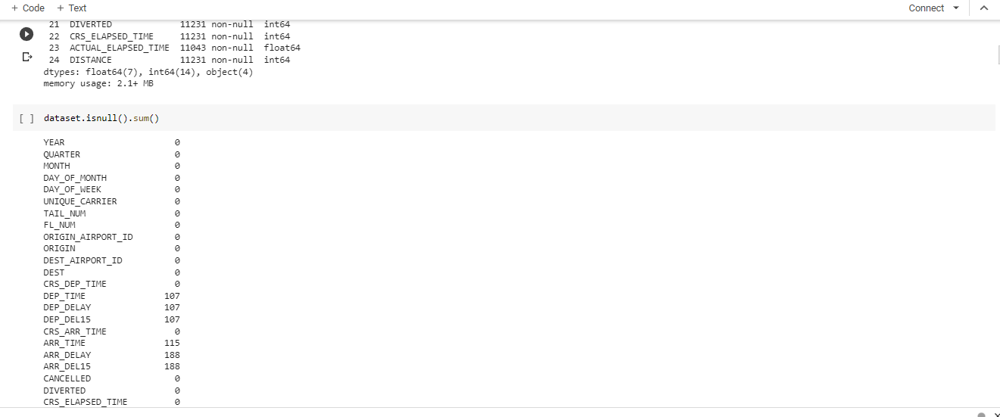 + Code + Text Connect
21 DIVERTED 11231 non-null int64
22 CRS_ELAPSED_TIME 11231 non-null int64
23 ACTUAL_ELAPSED_TIME 11043 non-null float64
24 DISTANCE 11231 non-null int64
dtypes: float64(7), int64(14), object(4)
memory usage: 2.1+ MB
[ ] dataset.isnull().sum()
YEAR 0
QUARTER 0
MONTH 0
DAY_OF_MONTH 0
DAY_OF_WEEK 0
UNIQUE_CARRIER 0
TAIL_NUM 0
FL_NUM 0
ORIGIN_AIRPORT_ID 0
ORIGIN 0
DEST_AIRPORT_ID 0
DEST 0
CRS_DEP_TIME 0
DEP_TIME 107
DEP_DELAY 107
DEP_DEL15 107
CRS_ARR_TIME 0
ARR_TIME 115
ARR_DELAY 188
ARR_DEL15 188
CANCELLED 0
DIVERTED 0
CRS_ELAPSED_TIME 0